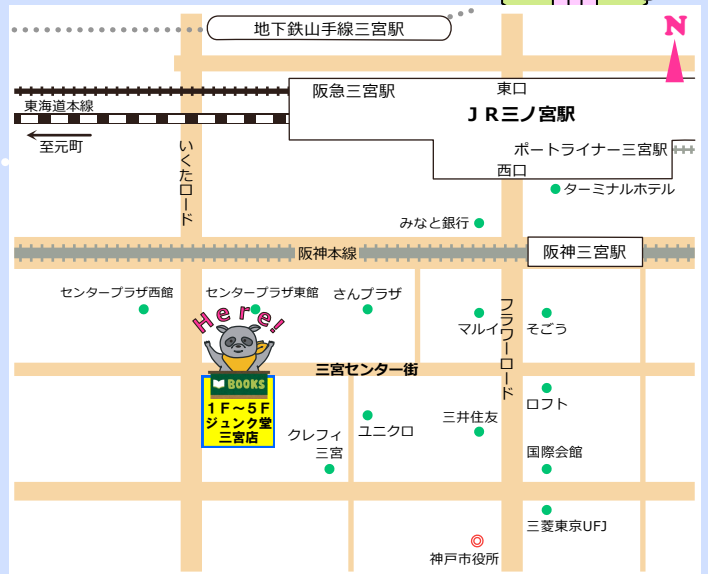 地下鉄山手線三宮駅
N
阪急三宮駅
東口
東海道本線
ＪＲ三ノ宮駅
至元町
いくたロード
ポートライナー三宮駅
西口
ターミナルホテル
みなと銀行
阪神本線
阪神三宮駅
センタープラザ西館
センタープラザ東館
さんプラザ
Here!
フラワーロード
マルイ
そごう
三宮センター街
BOOKS
１Ｆ～５Ｆ
ジュンク堂
三宮店
ロフト
ユニクロ
三井住友
クレフィ
三宮
国際会館
三菱東京UFJ
神戸市役所